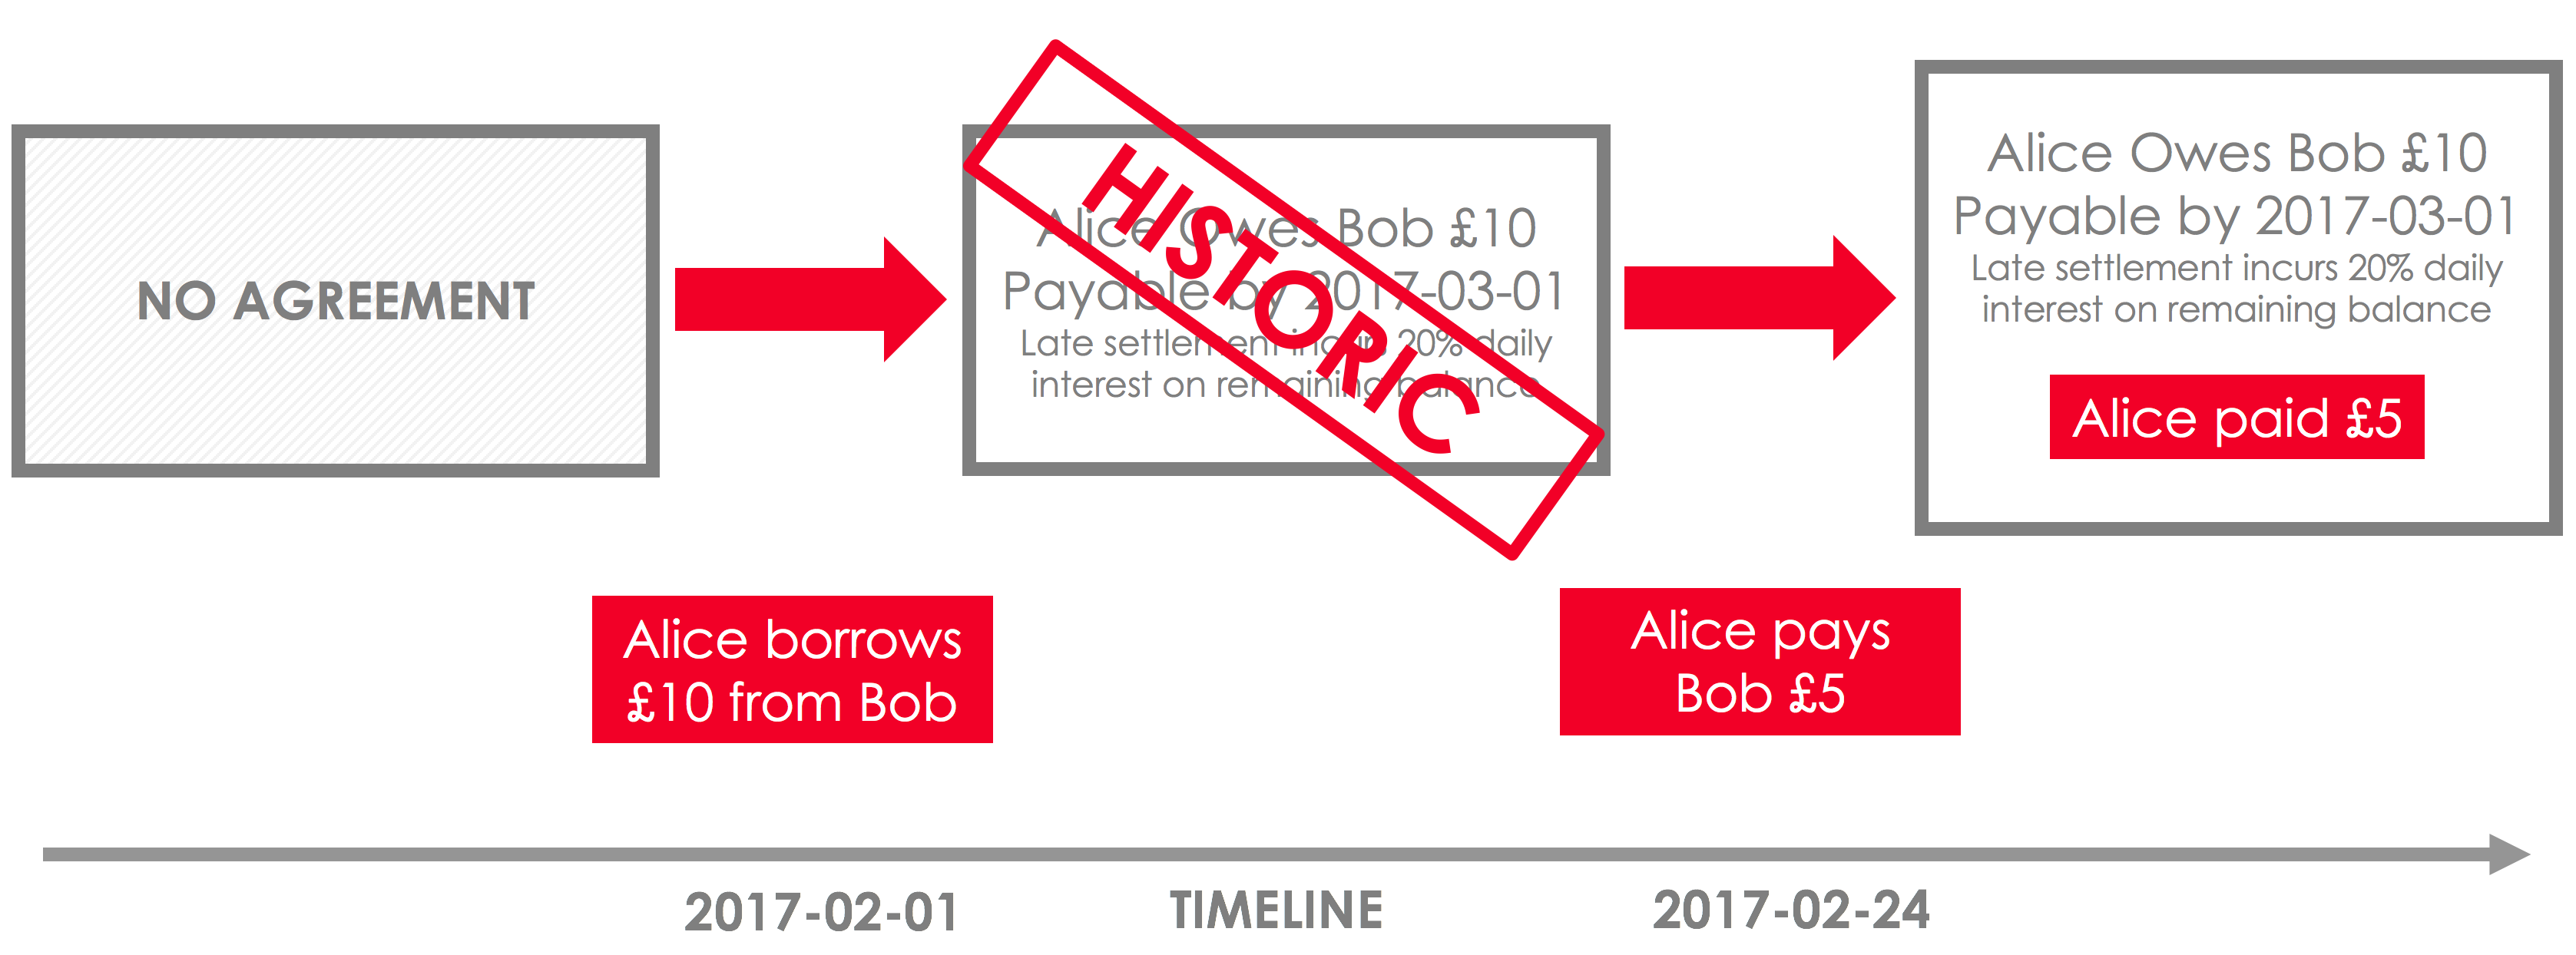 NO AGREEMENT
Alice Owes Bob £10
Payable by 2017-03-01
Late settlement incurs 20% daily
interest on remaining balance
HISTORIC
Alice Owes Bob £10
Payable by 2017-03-01
Late settlement incurs 20% daily
interest on remaining balance
Alice paid £5
Alice borrows
£10 from Bob
Alice pays
Bob £5
2017-02-01
TIMELINE
2017-02-24